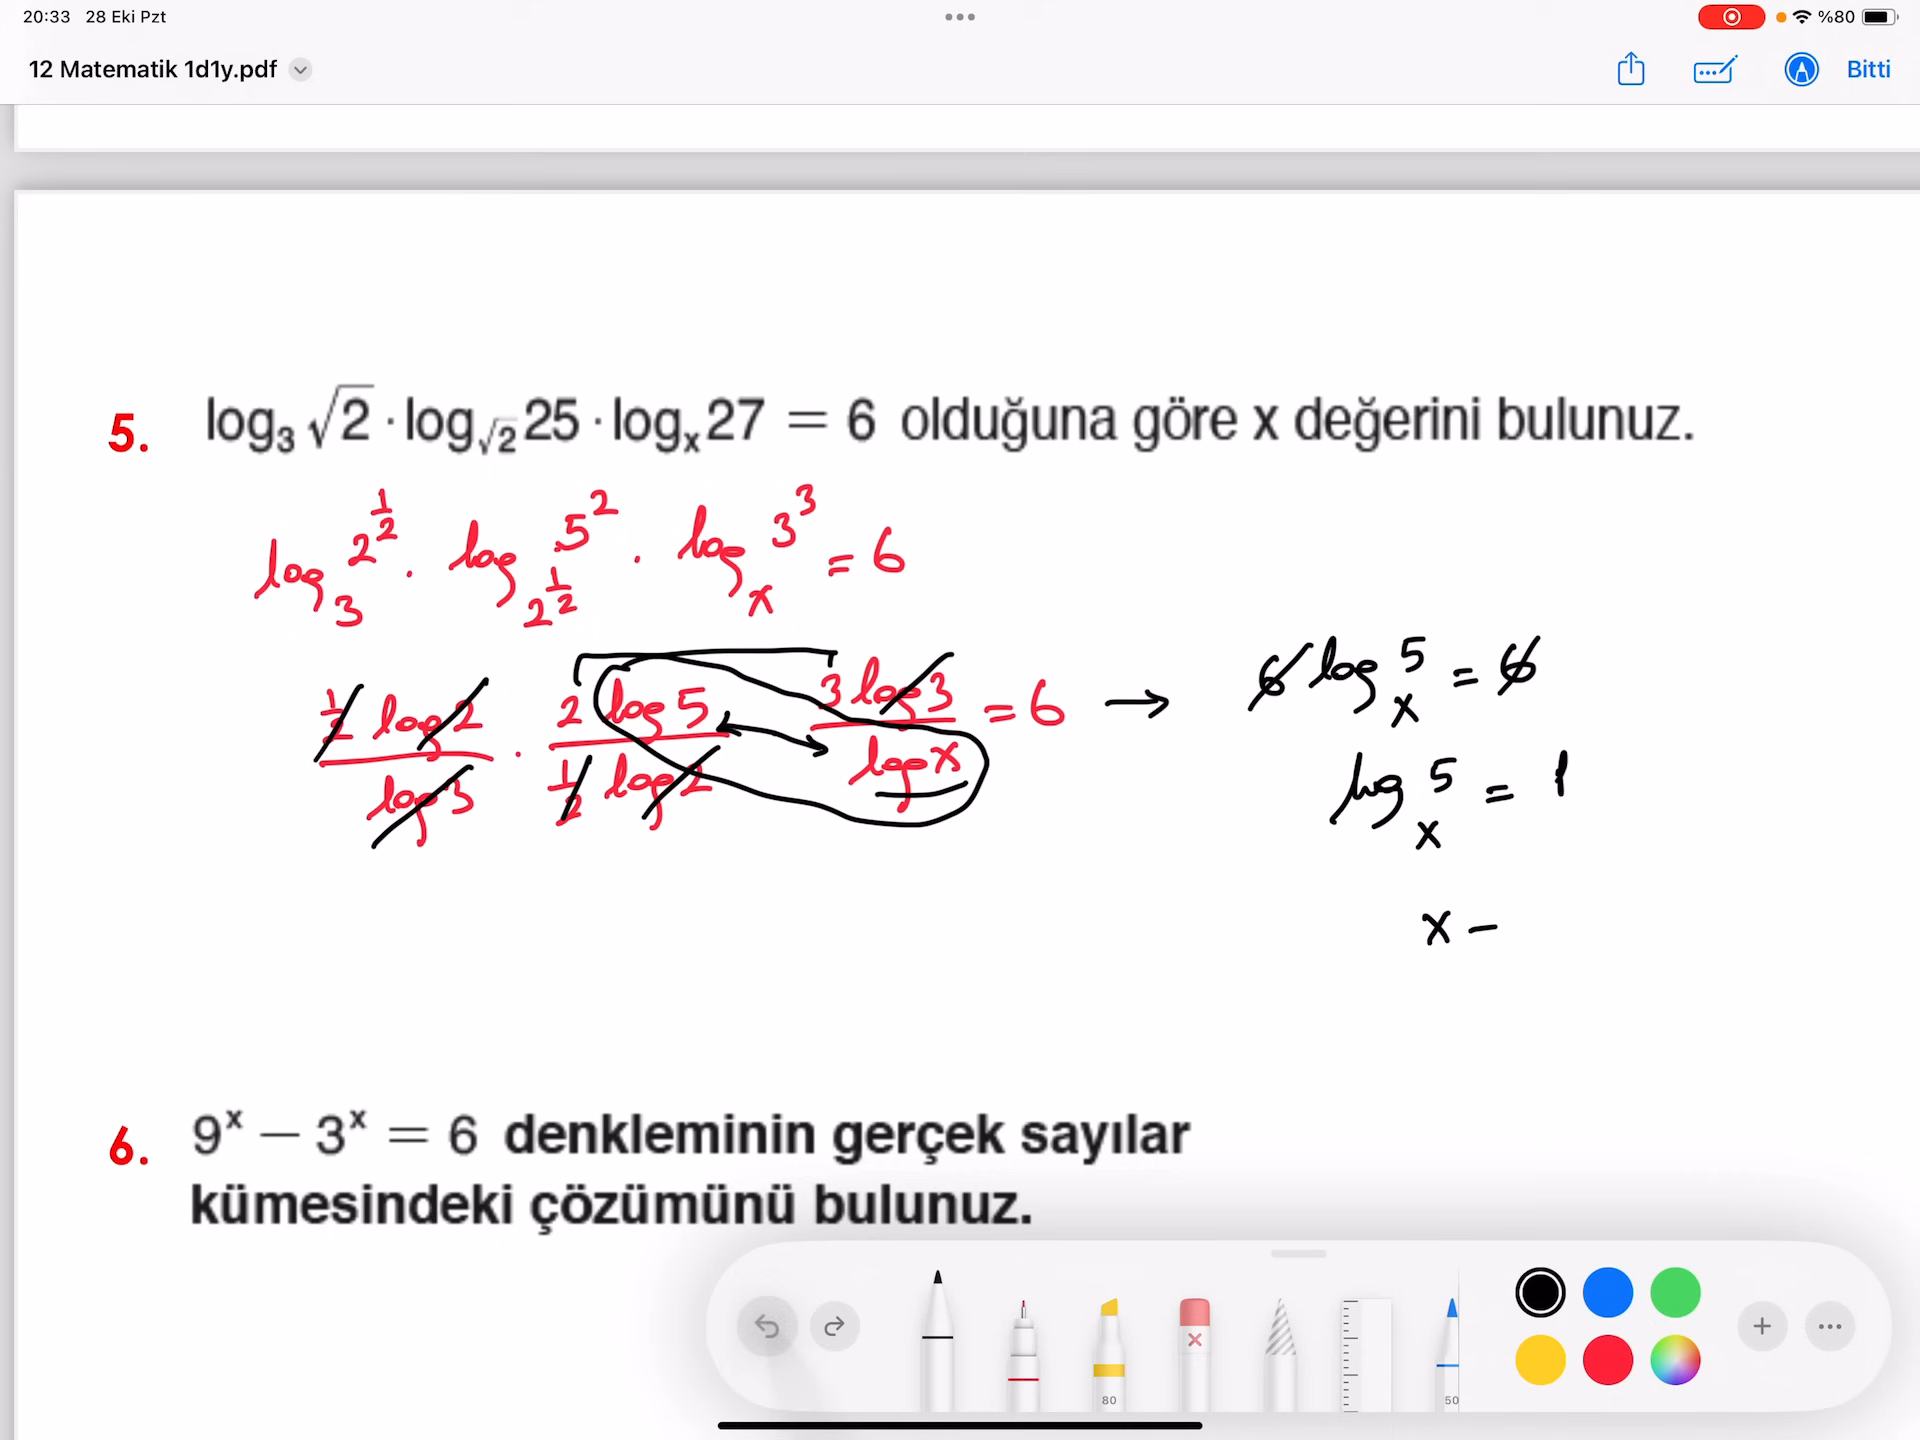 20:33 28 Eki Pzt
%80
12 Matematik 1d1y.pdf
Bitti
5. log₃ √2 · log_√2 25 · logₓ 27 = 6 olduğuna göre x değerini bulunuz.
log₃ 2^(1/2) · log_(2^(1/2)) 5² · logₓ 3³ = 6
(1/2 log 2)/(log 3) · (2 log 5)/(1/2 log 2) (3 log 3)/(log x) = 6 → 6 logₓ 5 = 6
logₓ 5 = 1
x –
6. 9ˣ – 3ˣ = 6 denkleminin gerçek sayılar
kümesindeki çözümünü bulunuz.
80
50